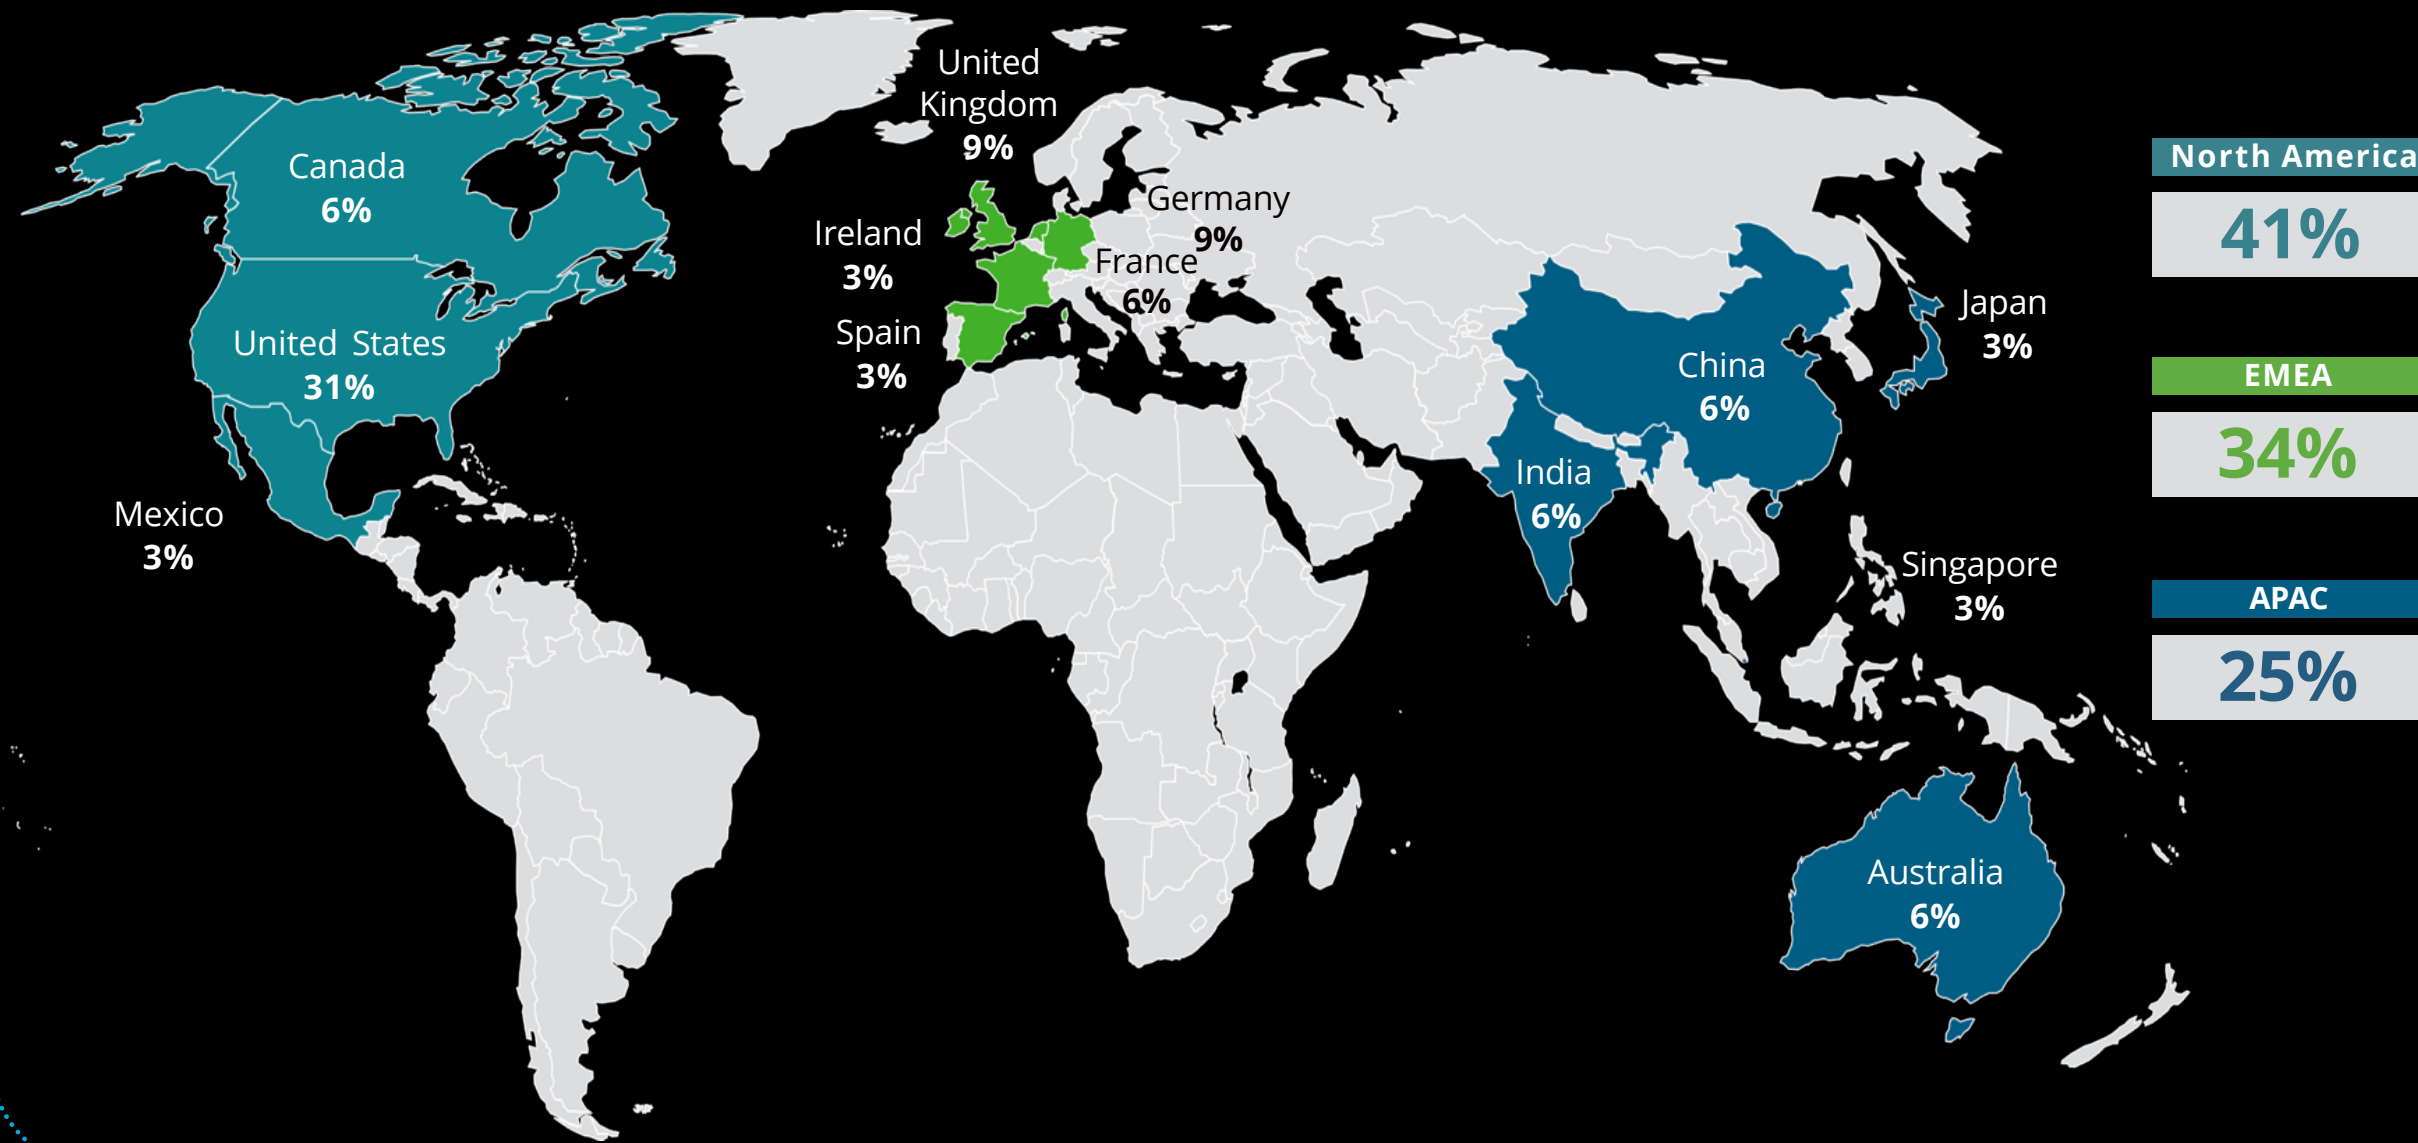 United
Kingdom
9%
Canada
6%
Germany
9%
Ireland
3%
France
6%
Spain
3%
United States
31%
Mexico
3%
Japan
3%
China
6%
India
6%
Singapore
3%
Australia
6%
North America
41%
EMEA
34%
APAC
25%